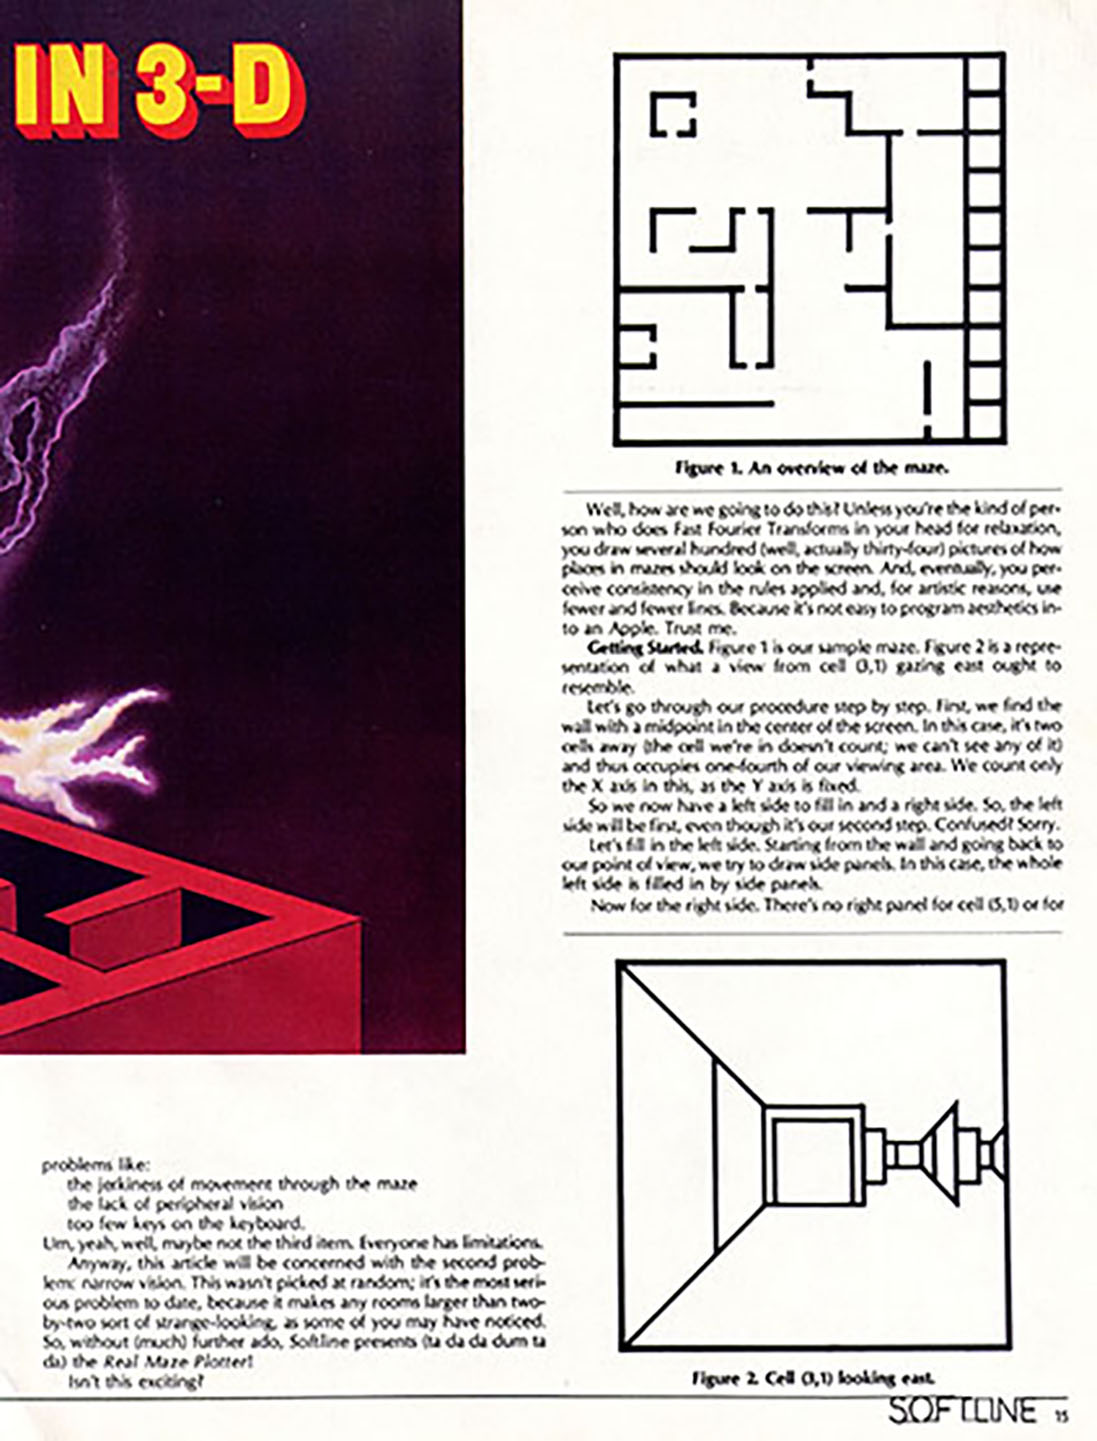 IN 3-D
problems like:
the jerkiness of movement through the maze
the lack of peripheral vision
too few keys on the keyboard.
Um, yeah, well, maybe not the third item. Everyone has limitations.
Anyway, this article will be concerned with the second prob-
lem: narrow vision. This wasn't picked at random; it's the most seri-
ous problem to date, because it makes any rooms larger than two-
by-two sort of strange-looking, as some of you may have noticed.
So, without (much) further ado, Softline presents (ta da da dum ta
da) the Real Maze Plotter!
Isn't this exciting?
Figure 1. An overview of the maze.
Well, how are we going to do this? Unless you're the kind of per-
son who does Fast Fourier Transforms in your head for relaxation,
you draw several hundred (well, actually thirty-four) pictures of how
places in mazes should look on the screen. And, eventually, you per-
ceive consistency in the rules applied and, for artistic reasons, use
fewer and fewer lines. Because it's not easy to program aesthetics in-
to an Apple. Trust me.
Getting Started. Figure 1 is our sample maze. Figure 2 is a repre-
sentation of what a view from cell (3,1) gazing east ought to
resemble.
Let's go through our procedure step by step. First, we find the
wall with a midpoint in the center of the screen. In this case, it's two
cells away (the cell we're in doesn't count; we can't see any of it)
and thus occupies one-fourth of our viewing area. We count only
the X axis in this, as the Y axis is fixed.
So we now have a left side to fill in and a right side. So, the left
side will be first, even though it's our second step. Confused? Sorry.
Let's fill in the left side. Starting from the wall and going back to
our point of view, we try to draw side panels. In this case, the whole
left side is filled in by side panels.
Now for the right side. There's no right panel for cell (5,1) or for
Figure 2. Cell (3,1) looking east.
SOFTLINE 15